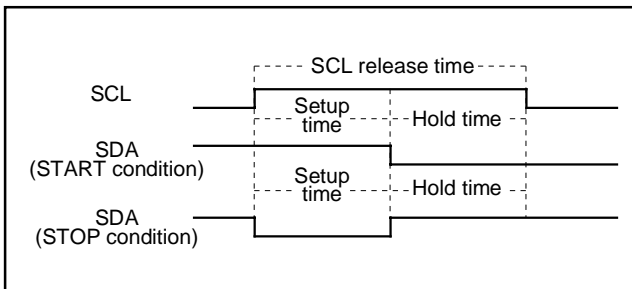 SCL release time
SCL
Setup
time
Hold time
SDA
(START condition)
Setup
time
Hold time
SDA
(STOP condition)